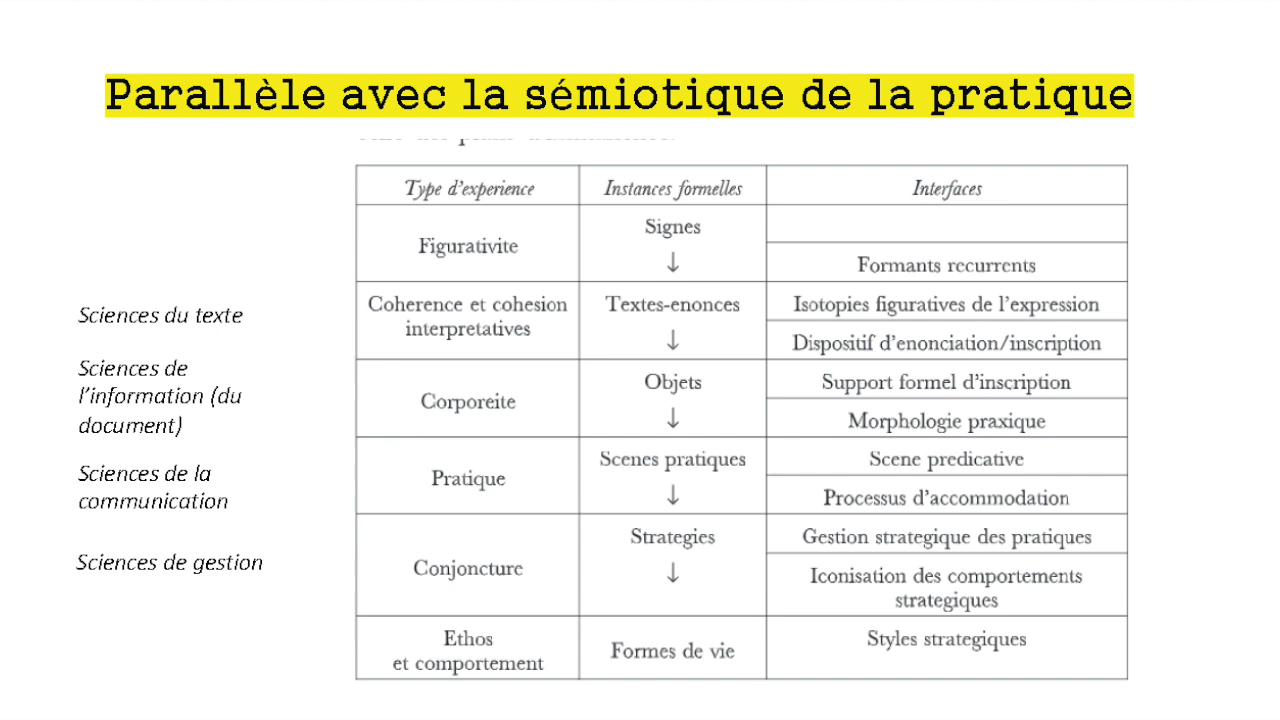 Parallèle avec la sémiotique de la pratique
Type d'experience Instances formelles Interfaces
Figurativite Signes
↓ Formants recurrents
Sciences du texte
Coherence et cohesion interpretatives Textes-enonces Isotopies figuratives de l'expression
↓ Dispositif d'enonciation/inscription
Sciences de
l'information (du
document)
Corporeite Objets Support formel d'inscription
↓ Morphologie praxique
Sciences de la
communication
Pratique Scenes pratiques Scene predicative
↓ Processus d'accommodation
Sciences de gestion
Conjoncture Strategies Gestion strategique des pratiques
↓ Iconisation des comportements
strategiques
Ethos
et comportement Formes de vie Styles strategiques